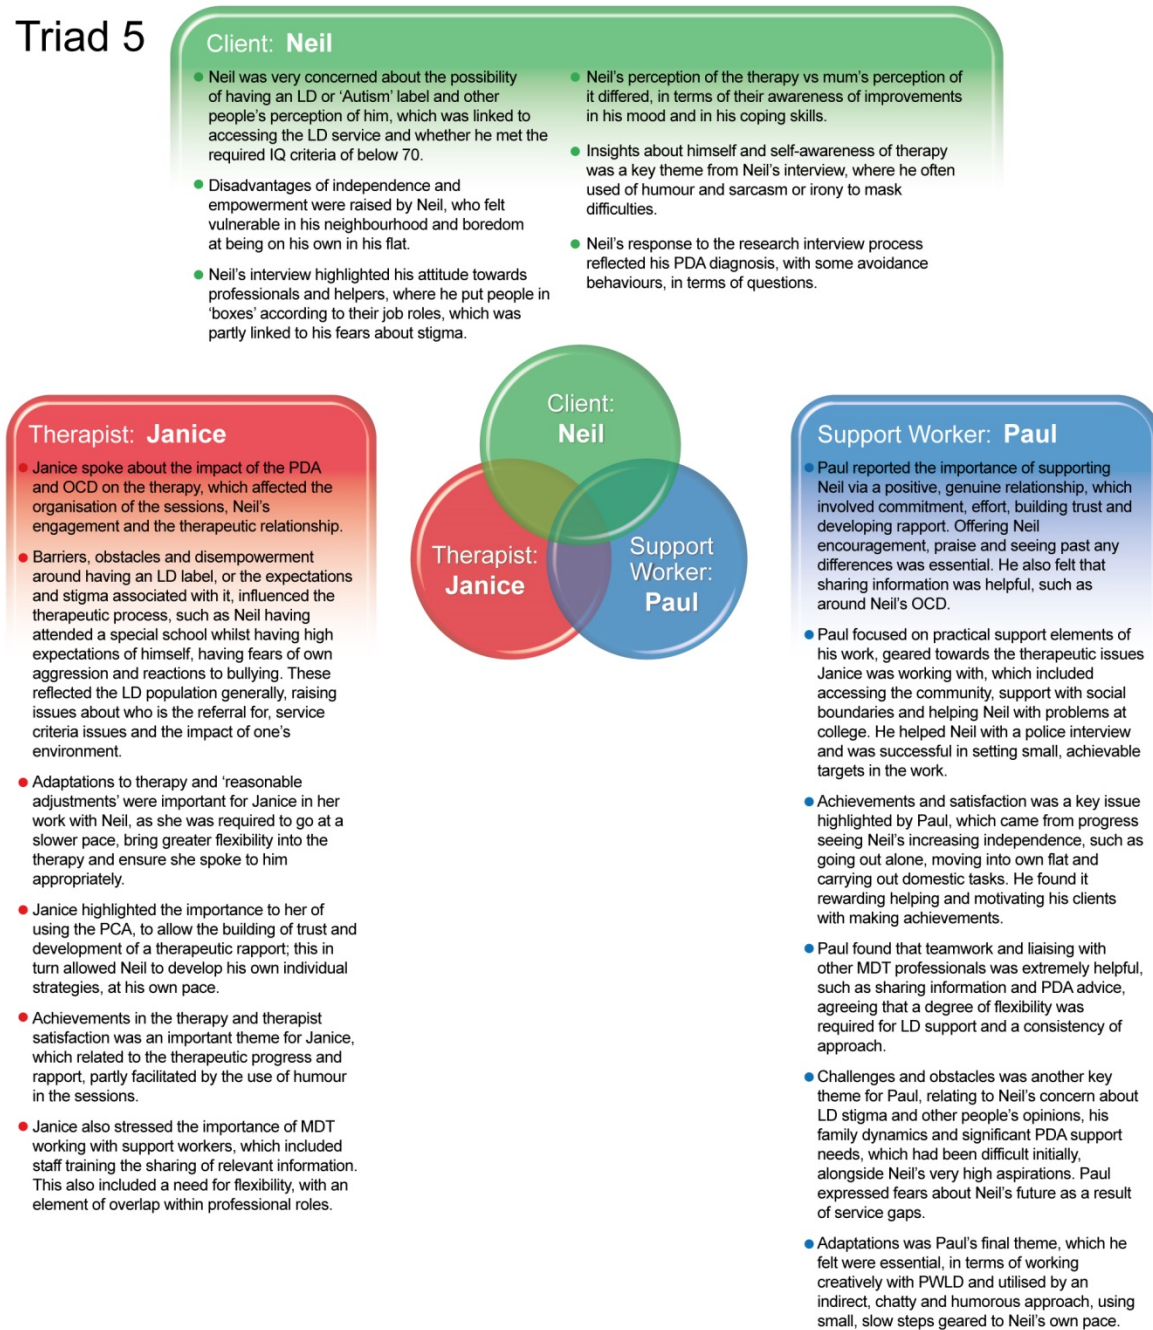 Triad 5
Client: Neil
Neil was very concerned about the possibility
of having an LD or ‘Autism’ label and other
people’s perception of him, which was linked to
accessing the LD service and whether he met the
required IQ criteria of below 70.
Disadvantages of independence and
empowerment were raised by Neil, who felt
vulnerable in his neighbourhood and boredom
at being on his own in his flat.
Neil’s interview highlighted his attitude towards
professionals and helpers, where he put people in
‘boxes’ according to their job roles, which was
partly linked to his fears about stigma.
Neil’s perception of the therapy vs mum’s perception of
it differed, in terms of their awareness of improvements
in his mood and in his coping skills.
Insights about himself and self-awareness of therapy
was a key theme from Neil’s interview, where he often
used of humour and sarcasm or irony to mask
difficulties.
Neil’s response to the research interview process
reflected his PDA diagnosis, with some avoidance
behaviours, in terms of questions.
Client:
Neil
Therapist:
Janice
Support
Worker:
Paul
Therapist: Janice
Janice spoke about the impact of the PDA
and OCD on the therapy, which affected the
organisation of the sessions, Neil’s
engagement and the therapeutic relationship.
Barriers, obstacles and disempowerment
around having an LD label, or the expectations
and stigma associated with it, influenced the
therapeutic process, such as Neil having
attended a special school whilst having high
expectations of himself, having fears of own
aggression and reactions to bullying. These
reflected the LD population generally, raising
issues about who is the referral for, service
criteria issues and the impact of one’s
environment.
Adaptations to therapy and ‘reasonable
adjustments’ were important for Janice in her
work with Neil, as she was required to go at a
slower pace, bring greater flexibility into the
therapy and ensure she spoke to him
appropriately.
Janice highlighted the importance to her of
using the PCA, to allow the building of trust and
development of a therapeutic rapport; this in
turn allowed Neil to develop his own individual
strategies, at his own pace.
Achievements in the therapy and therapist
satisfaction was an important theme for Janice,
which related to the therapeutic progress and
rapport, partly facilitated by the use of humour
in the sessions.
Janice also stressed the importance of MDT
working with support workers, which included
staff training the sharing of relevant information.
This also included a need for flexibility, with an
element of overlap within professional roles.
Support Worker: Paul
Paul reported the importance of supporting
Neil via a positive, genuine relationship, which
involved commitment, effort, building trust and
developing rapport. Offering Neil
encouragement, praise and seeing past any
differences was essential. He also felt that
sharing information was helpful, such as
around Neil’s OCD.
Paul focused on practical support elements of
his work, geared towards the therapeutic issues
Janice was working with, which included
accessing the community, support with social
boundaries and helping Neil with problems at
college. He helped Neil with a police interview
and was successful in setting small, achievable
targets in the work.
Achievements and satisfaction was a key issue
highlighted by Paul, which came from progress
seeing Neil’s increasing independence, such as
going out alone, moving into own flat and
carrying out domestic tasks. He found it
rewarding helping and motivating his clients
with making achievements.
Paul found that teamwork and liaising with
other MDT professionals was extremely helpful,
such as sharing information and PDA advice,
agreeing that a degree of flexibility was
required for LD support and a consistency of
approach.
Challenges and obstacles was another key
theme for Paul, relating to Neil’s concern about
LD stigma and other people’s opinions, his
family dynamics and significant PDA support
needs, which had been difficult initially,
alongside Neil’s very high aspirations. Paul
expressed fears about Neil’s future as a result
of service gaps.
Adaptations was Paul’s final theme, which he
felt were essential, in terms of working
creatively with PWLD and utilised by an
indirect, chatty and humorous approach, using
small, slow steps geared to Neil’s own pace.